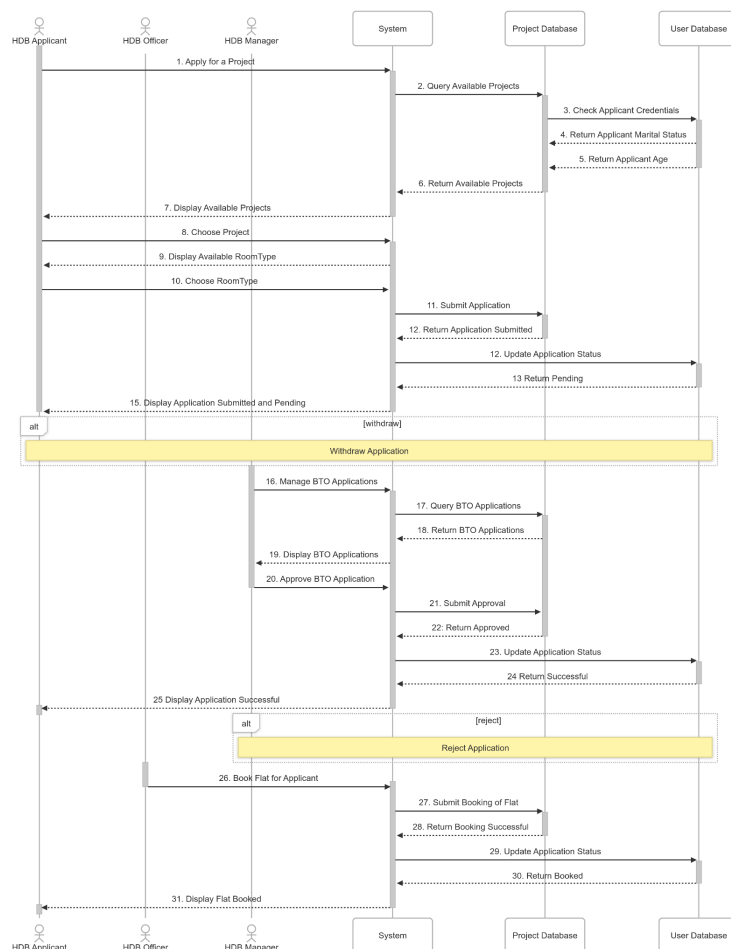 HDB Applicant
HDB Officer
HDB Manager
System
Project Database
User Database
1. Apply for a Project
2. Query Available Projects
3. Check Applicant Credentials
4. Return Applicant Marital Status
5. Return Applicant Age
6. Return Available Projects
7. Display Available Projects
8. Choose Project
9. Display Available RoomType
10. Choose RoomType
11. Submit Application
12. Return Application Submitted
12. Update Application Status
13 Return Pending
15. Display Application Submitted and Pending
alt
[withdraw]
Withdraw Application
16. Manage BTO Applications
17. Query BTO Applications
18. Return BTO Applications
19. Display BTO Applications
20. Approve BTO Application
21. Submit Approval
22: Return Approved
23. Update Application Status
24 Return Successful
25 Display Application Successful
alt
[reject]
Reject Application
26. Book Flat for Applicant
27. Submit Booking of Flat
28. Return Booking Successful
29. Update Application Status
30. Return Booked
31. Display Flat Booked
HDB Applicant
HDB Officer
HDB Manager
System
Project Database
User Database